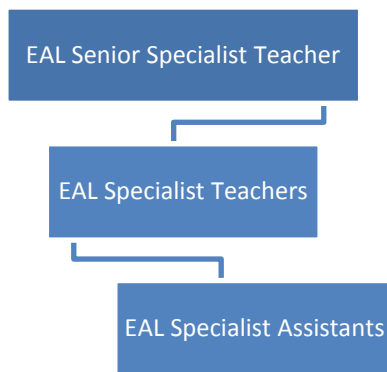 EAL Senior Specialist Teacher
EAL Specialist Teachers
EAL Specialist Assistants